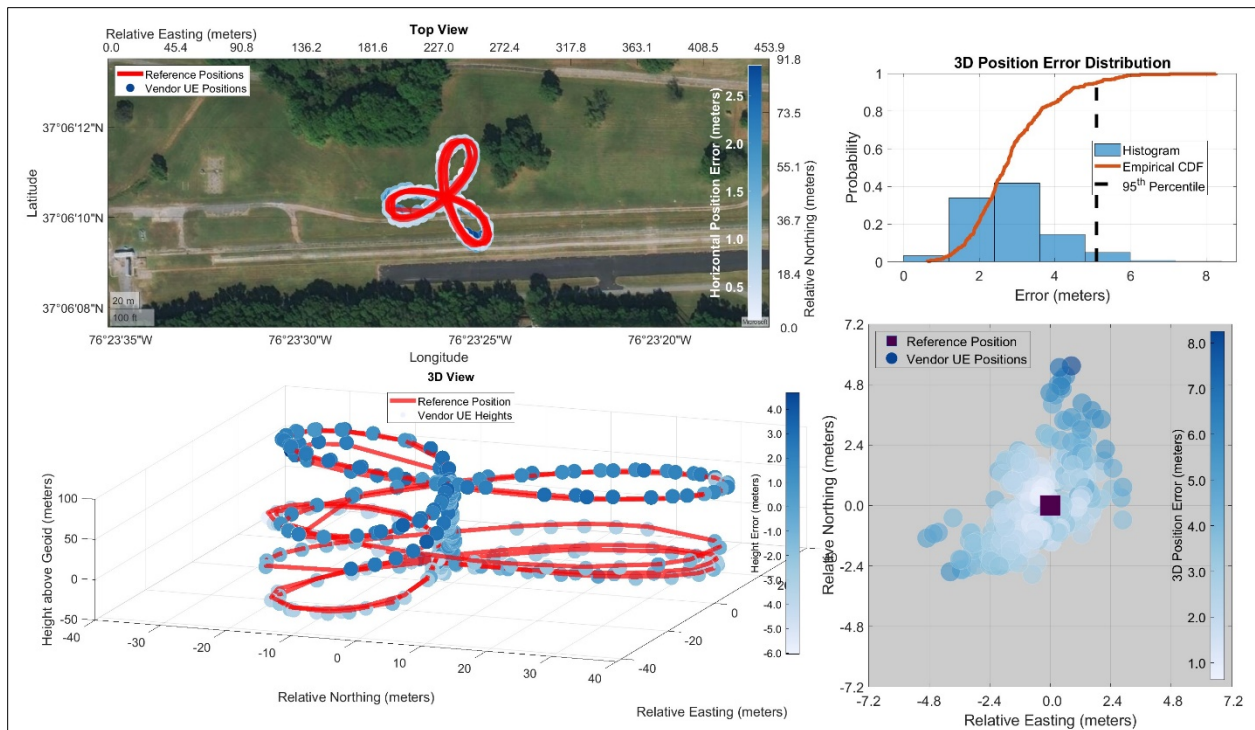 Top View
Relative Easting (meters)
0.0 45.4 90.8 136.2 181.6 227.0 272.4 317.8 363.1 408.5 453.9
Reference Positions
Vendor UE Positions
37°06'12"N
37°06'10"N
37°06'08"N
Latitude
20 m
100 ft
76°23'35"W 76°23'30"W 76°23'25"W 76°23'20"W
Longitude
Microsoft
Horizontal Position Error (meters)
2.5
2.0
1.5
1.0
0.5
91.8
73.5
55.1
36.7
18.4
0.0
Relative Northing (meters)
3D Position Error Distribution
1
0.8
0.6
0.4
0.2
0
Probability
Histogram
Empirical CDF
95th Percentile
0 2 4 6 8
Error (meters)
3D View
Reference Position
Vendor UE Heights
100
50
0
-50
Height above Geoid (meters)
-40 -30 -20 -10 0 10 20 30 40
Relative Northing (meters)
-40 -20 0
Relative Easting (meters)
Height Error (meters)
4.0
3.0
2.0
1.0
0.0
-1.0
-2.0
-3.0
-4.0
-5.0
-6.0
Reference Position
Vendor UE Positions
7.2
4.8
2.4
0.0
-2.4
-4.8
-7.2
Relative Northing (meters)
-7.2 -4.8 -2.4 0.0 2.4 4.8 7.2
Relative Easting (meters)
3D Position Error (meters)
8.0
7.0
6.0
5.0
4.0
3.0
2.0
1.0